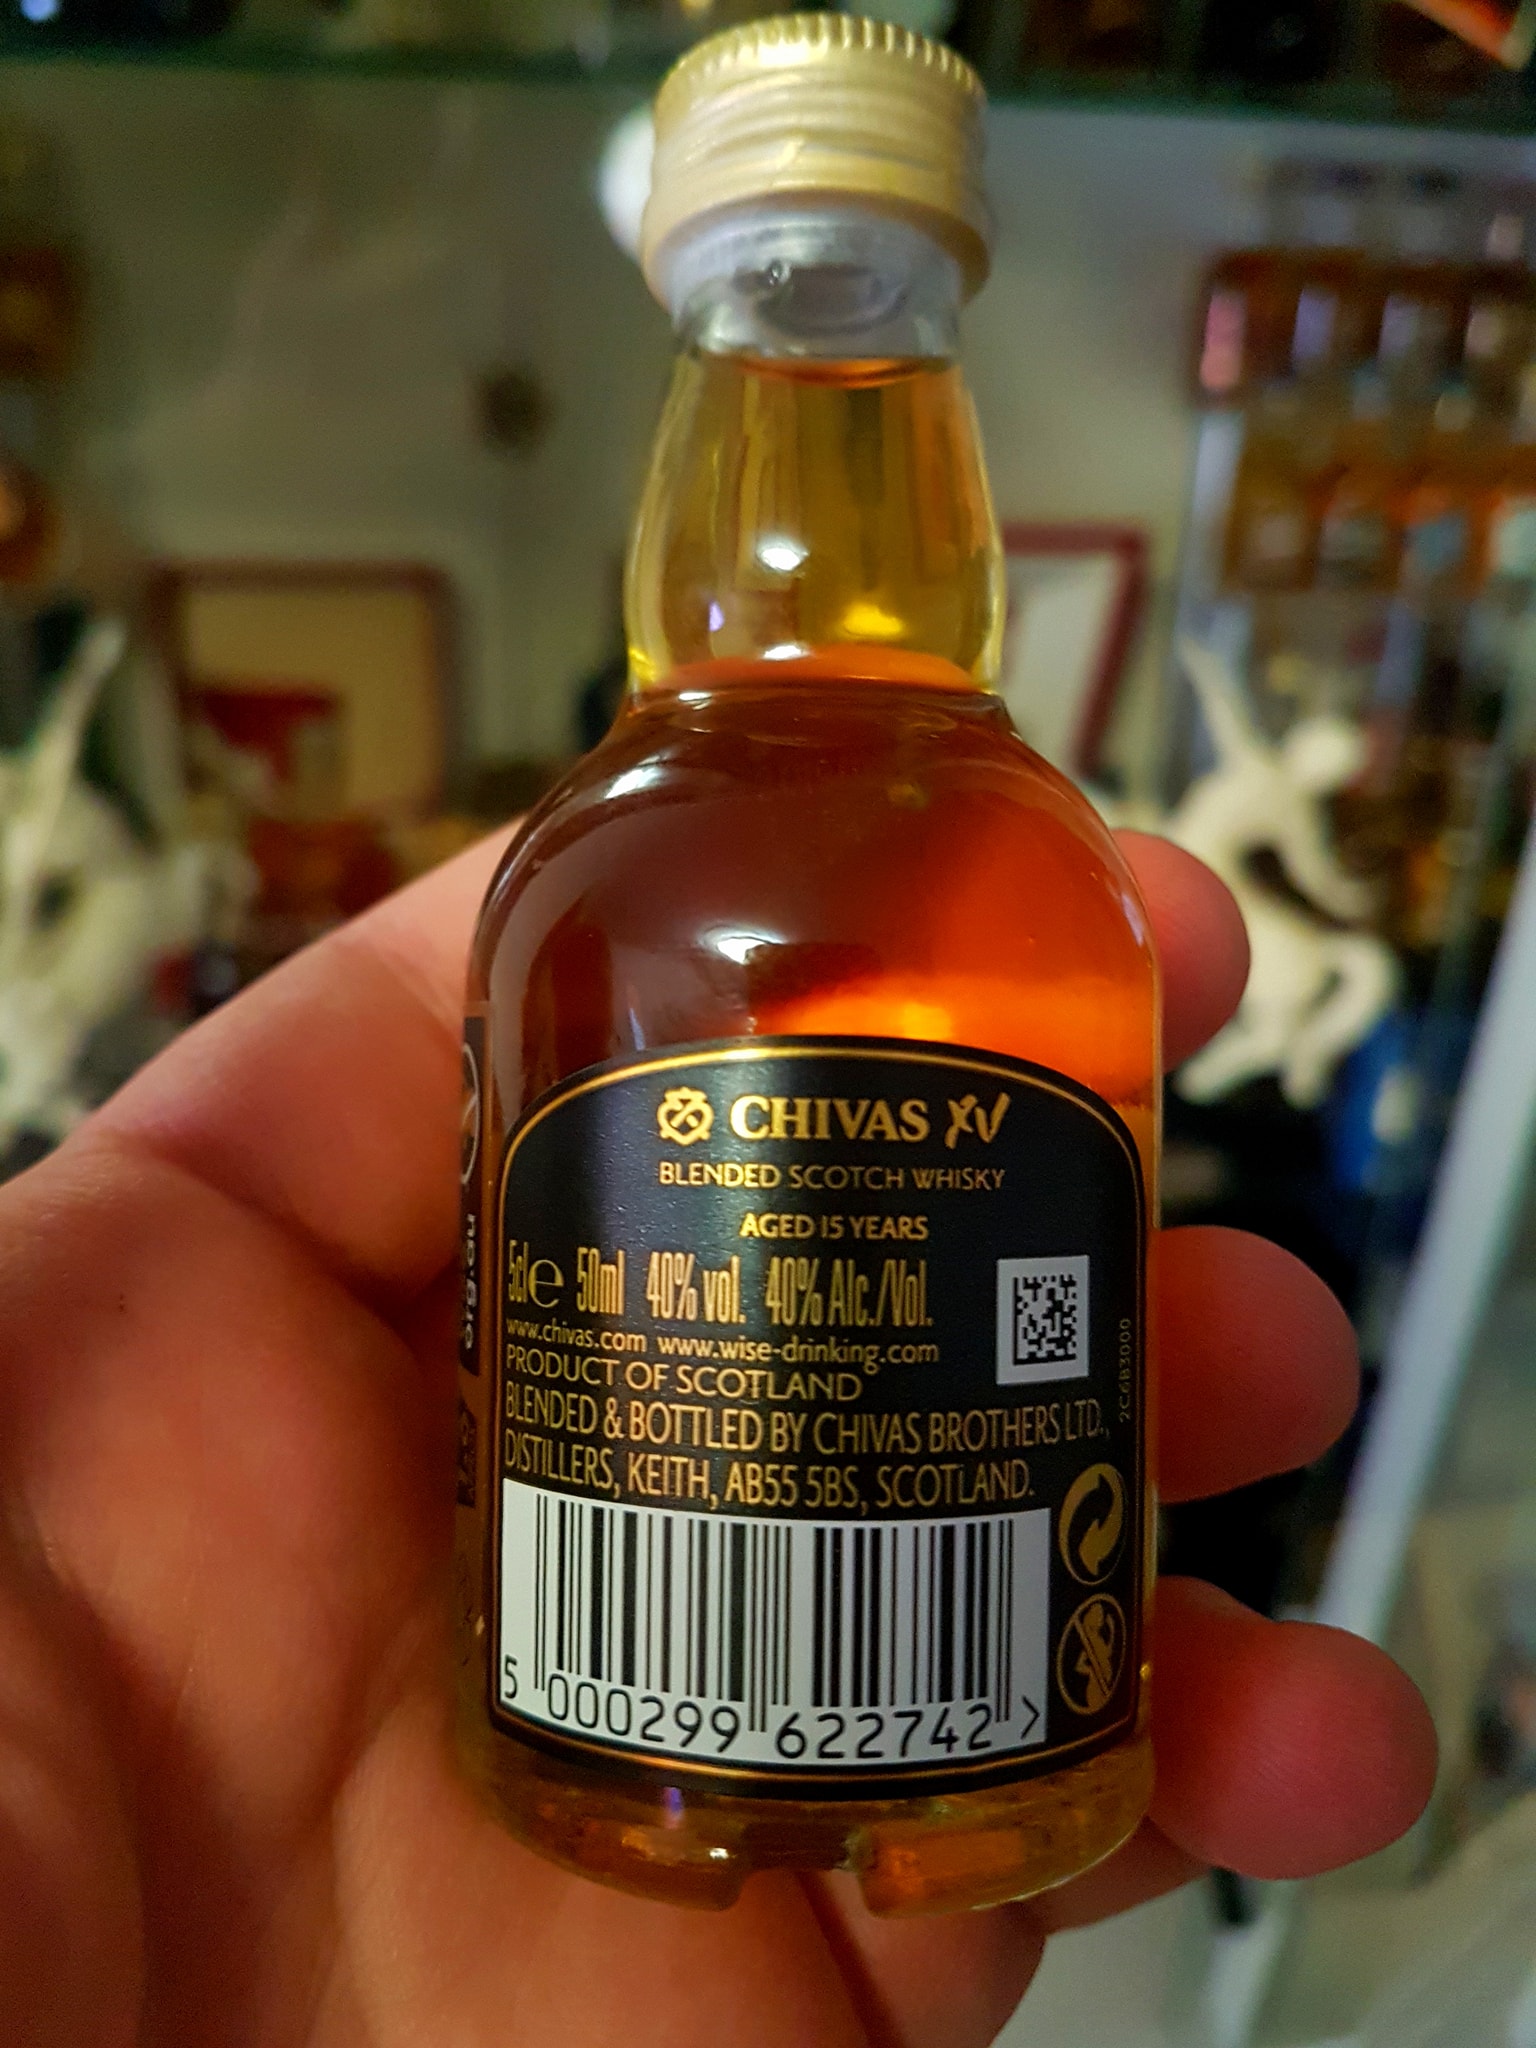 CHIVAS XV
BLENDED SCOTCH WHISKY
AGED 15 YEARS
5cl e 50ml 40% vol. 40% Alc./Vol.
www.chivas.com www.wise-drinking.com
PRODUCT OF SCOTLAND
BLENDED & BOTTLED BY CHIVAS BROTHERS LTD.,
DISTILLERS, KEITH, AB55 5BS, SCOTLAND.
2C6B3000
5 000299 622742 >
org.au